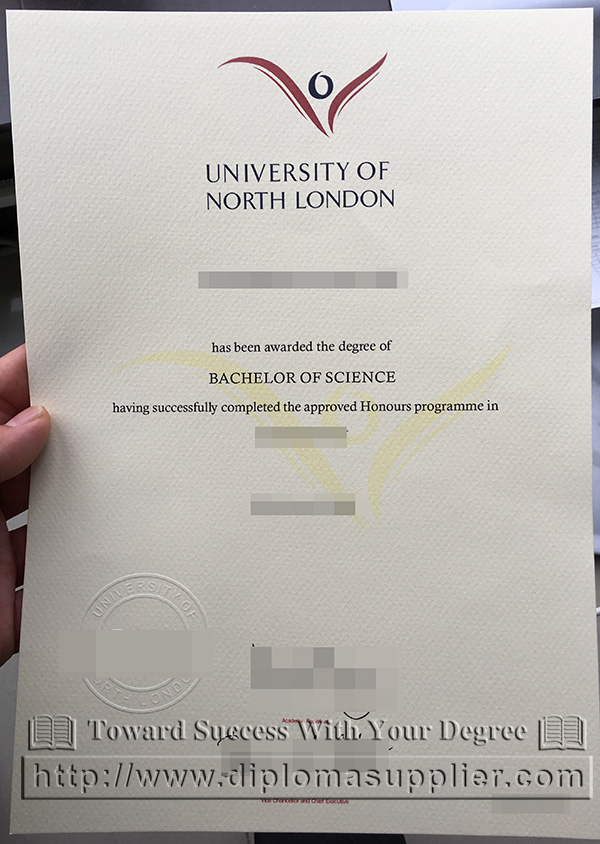 UNIVERSITY OF
NORTH LONDON
has been awarded the degree of
BACHELOR OF SCIENCE
having successfully completed the approved Honours programme in
UNIVERSITY OF
NORTH LONDON
Academic Registrar
Toward Success With Your Degree
http://www.diplomasupplier.com
Vice Chancellor and Chief Executive